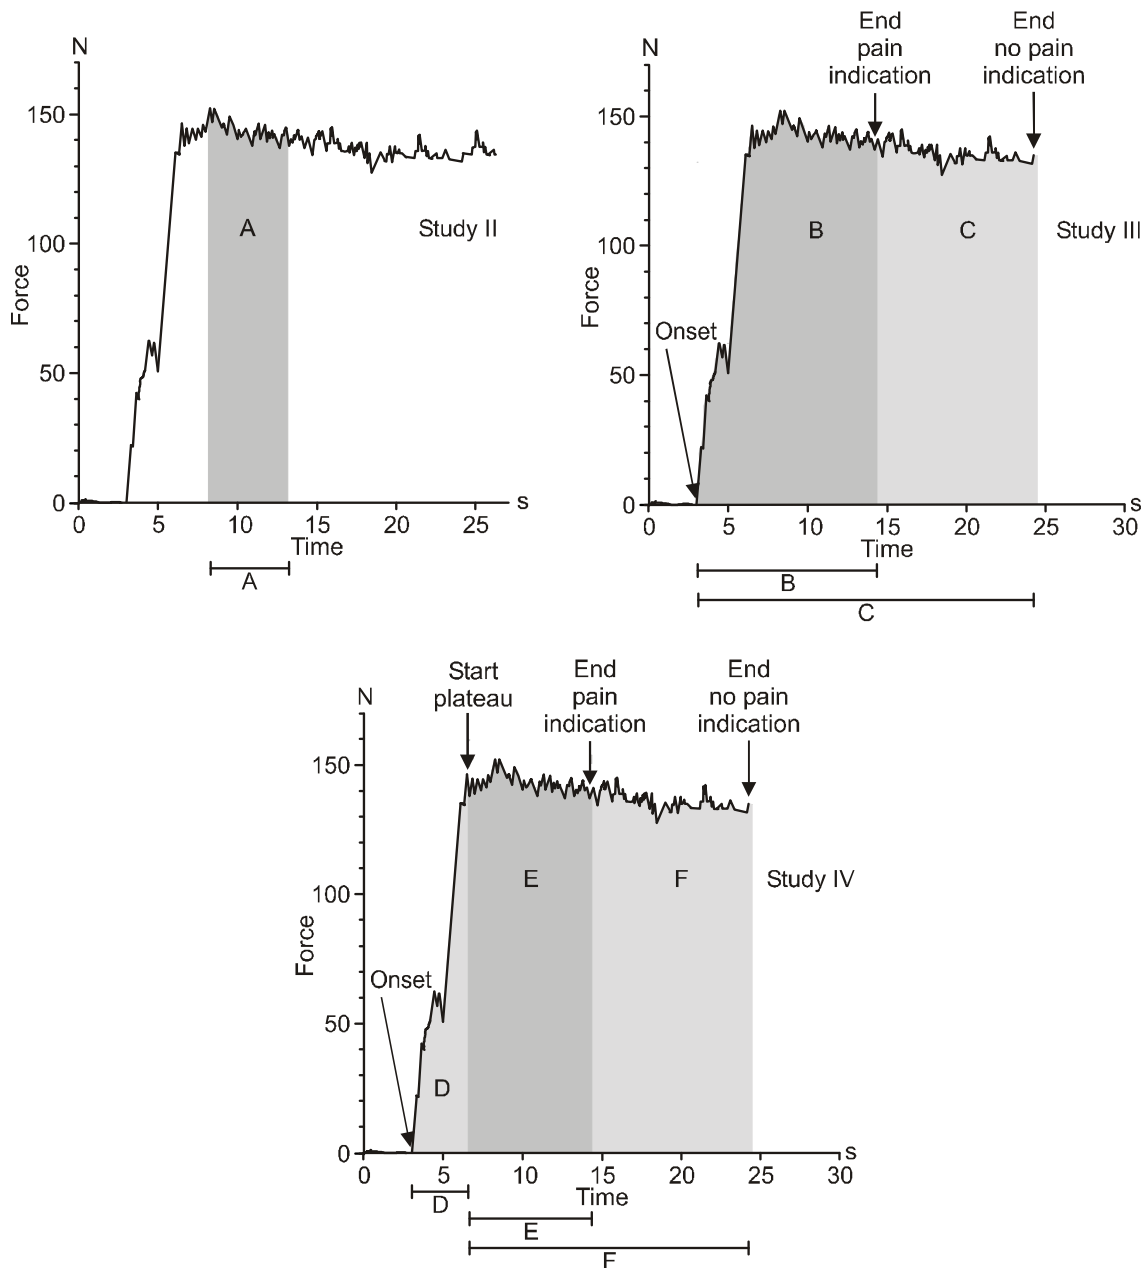 N
150
100
50
0
Force
A
Study II
0 5 10 15 20 25 s
Time
A
End
pain
indication
End
no pain
indication
N
150
100
50
0
Force
Onset
B
C
Study III
0 5 10 15 20 25 30 s
Time
B
C
Start
plateau
End
pain
indication
End
no pain
indication
N
150
100
50
0
Force
Onset
D
E
F
Study IV
0 5 10 15 20 25 30 s
Time
D
E
F